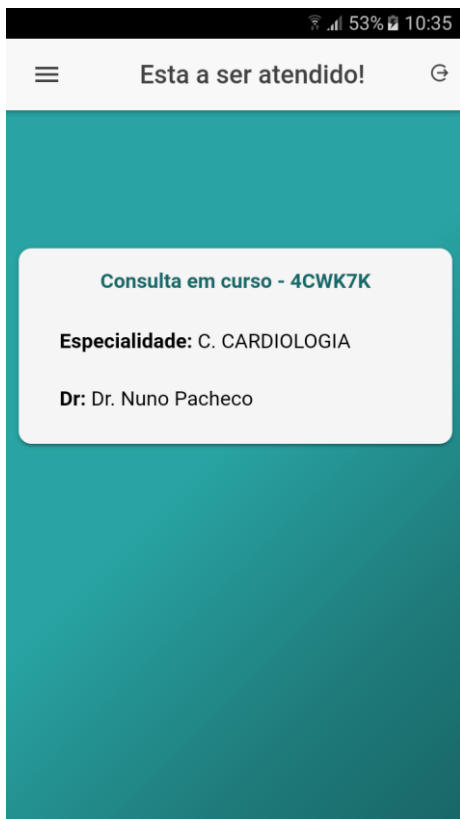 53% 10:35
Esta a ser atendido!
Consulta em curso - 4CWK7K
Especialidade: C. CARDIOLOGIA
Dr: Dr. Nuno Pacheco